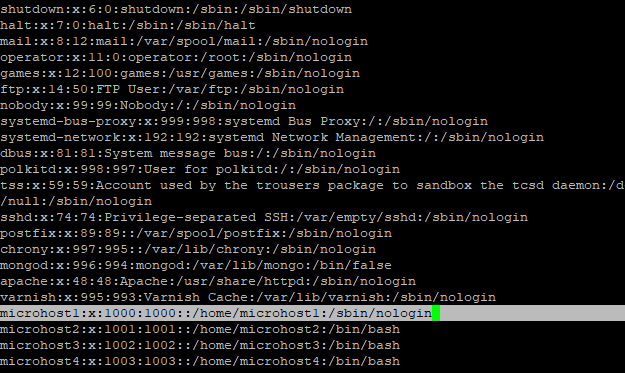 shutdown:x:6:0:shutdown:/sbin:/sbin/shutdown
halt:x:7:0:halt:/sbin:/sbin/halt
mail:x:8:12:mail:/var/spool/mail:/sbin/nologin
operator:x:11:0:operator:/root:/sbin/nologin
games:x:12:100:games:/usr/games:/sbin/nologin
ftp:x:14:50:FTP User:/var/ftp:/sbin/nologin
nobody:x:99:99:Nobody:/:/sbin/nologin
systemd-bus-proxy:x:999:998:systemd Bus Proxy:/:/sbin/nologin
systemd-network:x:192:192:systemd Network Management:/:/sbin/nologin
dbus:x:81:81:System message bus:/:/sbin/nologin
polkitd:x:998:997:User for polkitd:/:/sbin/nologin
tss:x:59:59:Account used by the trousers package to sandbox the tcsd daemon:/d
/null:/sbin/nologin
sshd:x:74:74:Privilege-separated SSH:/var/empty/sshd:/sbin/nologin
postfix:x:89:89::/var/spool/postfix:/sbin/nologin
chrony:x:997:995::/var/lib/chrony:/sbin/nologin
mongod:x:996:994:mongod:/var/lib/mongo:/bin/false
apache:x:48:48:Apache:/usr/share/httpd:/sbin/nologin
varnish:x:995:993:Varnish Cache:/var/lib/varnish:/sbin/nologin
microhost1:x:1000:1000::/home/microhost1:/sbin/nologin
microhost2:x:1001:1001::/home/microhost2:/bin/bash
microhost3:x:1002:1002::/home/microhost3:/bin/bash
microhost4:x:1003:1003::/home/microhost4:/bin/bash